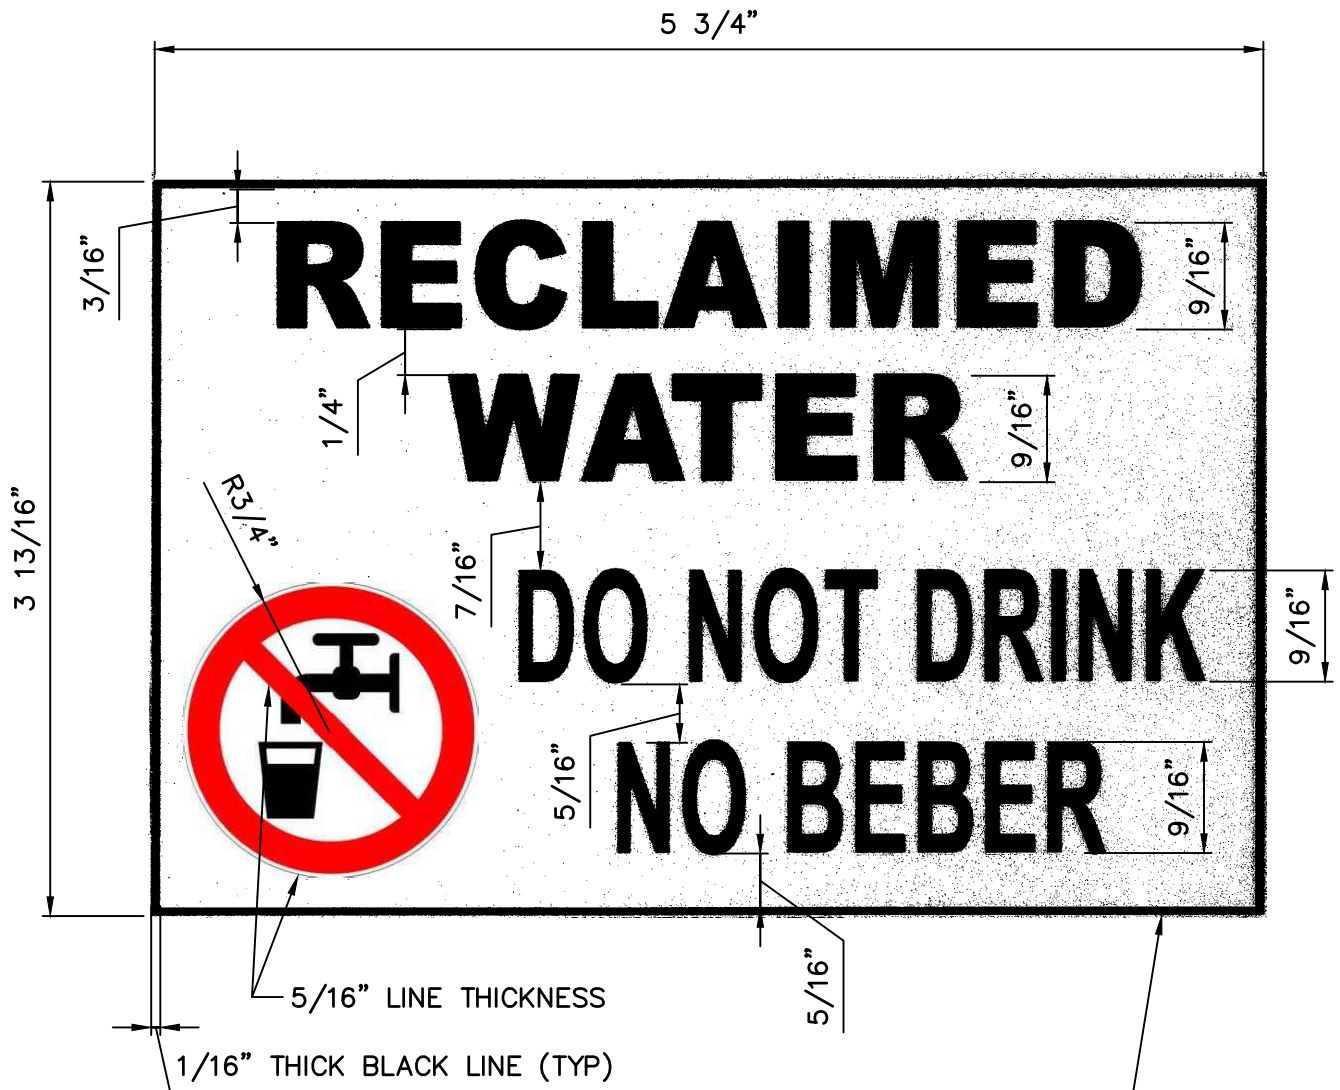 5 3/4”
3/16”
RECLAIMED
9/16”
1/4”
WATER
9/16”
3 13/16”
R3/4”
7/16”
DO NOT DRINK
9/16”
5/16”
NO BEBER
9/16”
5/16”
5/16” LINE THICKNESS
1/16” THICK BLACK LINE (TYP)